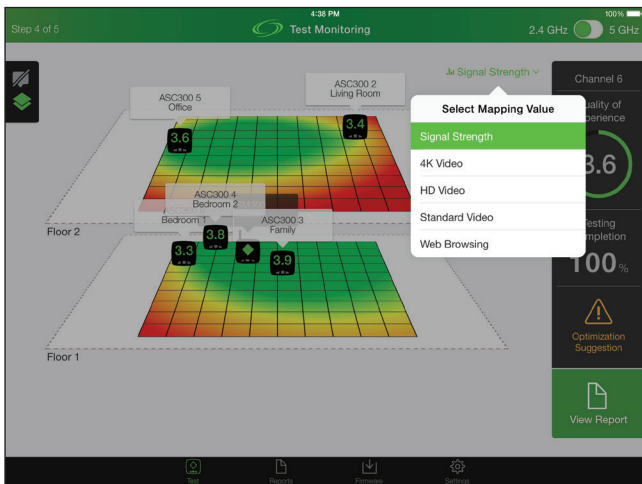 4:38 PM
100%
Step 4 of 5
Test Monitoring
2.4 GHz
5 GHz
Signal Strength
Channel 6
ASC300 5
Office
ASC300 2
Living Room
Select Mapping Value
Signal Strength
4K Video
HD Video
Standard Video
Web Browsing
3.6
3.4
ASC300 4
Bedroom 2
Bedroom 1
ASC300 3
Family
Floor 2
3.3
3.8
3.9
Floor 1
3.6
Testing
100 %
Optimization
Suggestion
View Report
Test
Reports
Firmware
Settings